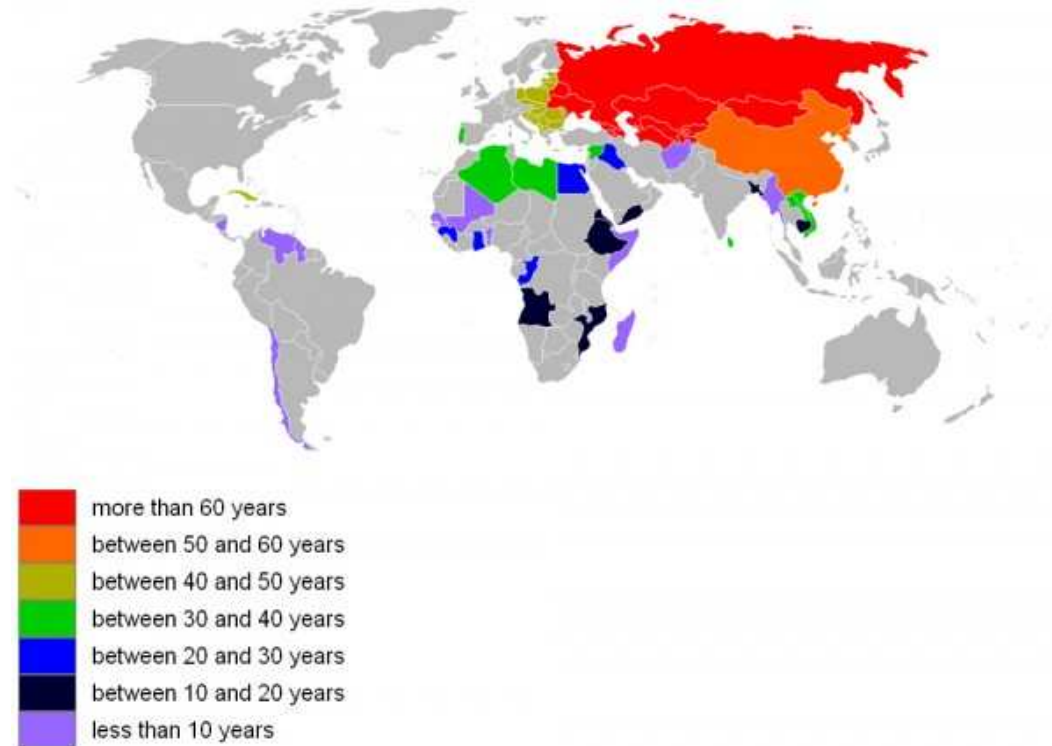 more than 60 years
between 50 and 60 years
between 40 and 50 years
between 30 and 40 years
between 20 and 30 years
between 10 and 20 years
less than 10 years